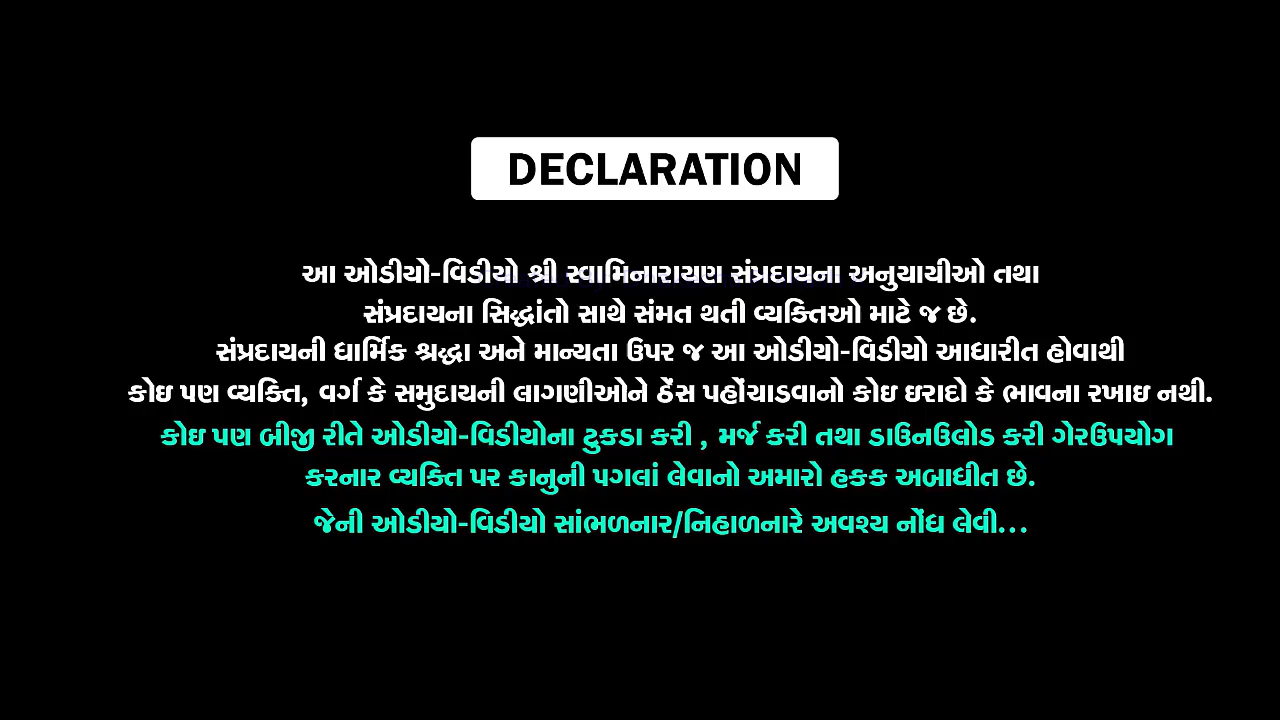 DECLARATION
આ ઓડીયો-વિડીયો શ્રી સ્વામિનારાયણ સંપ્રદાયના અનુયાયીઓ તથા
સંપ્રદાયના સિદ્ધાંતો સાથે સંમત થતી વ્યક્તિઓ માટે જ છે.
સંપ્રદાયની ધાર્મિક શ્રદ્ધા અને માન્યતા ઉપર જ આ ઓડીયો-વિડીયો આધારીત હોવાથી
કોઇ પણ વ્યક્તિ, વર્ગ કે સમુદાયની લાગણીઓને ઠેંસ પહોંચાડવાનો કોઇ ઇરાદો કે ભાવના રખાઇ નથી.
કોઇ પણ બીજી રીતે ઓડીયો-વિડીયોના ટુકડા કરી , મર્જ કરી તથા ડાઉનઉલોડ કરી ગેરઉપયોગ
કરનાર વ્યક્તિ પર કાનુની પગલાં લેવાનો અમારો હકક અબાધીત છે.
જેની ઓડીયો-વિડીયો સાંભળનાર/નિહાળનારે અવશ્ય નોંધ લેવી...